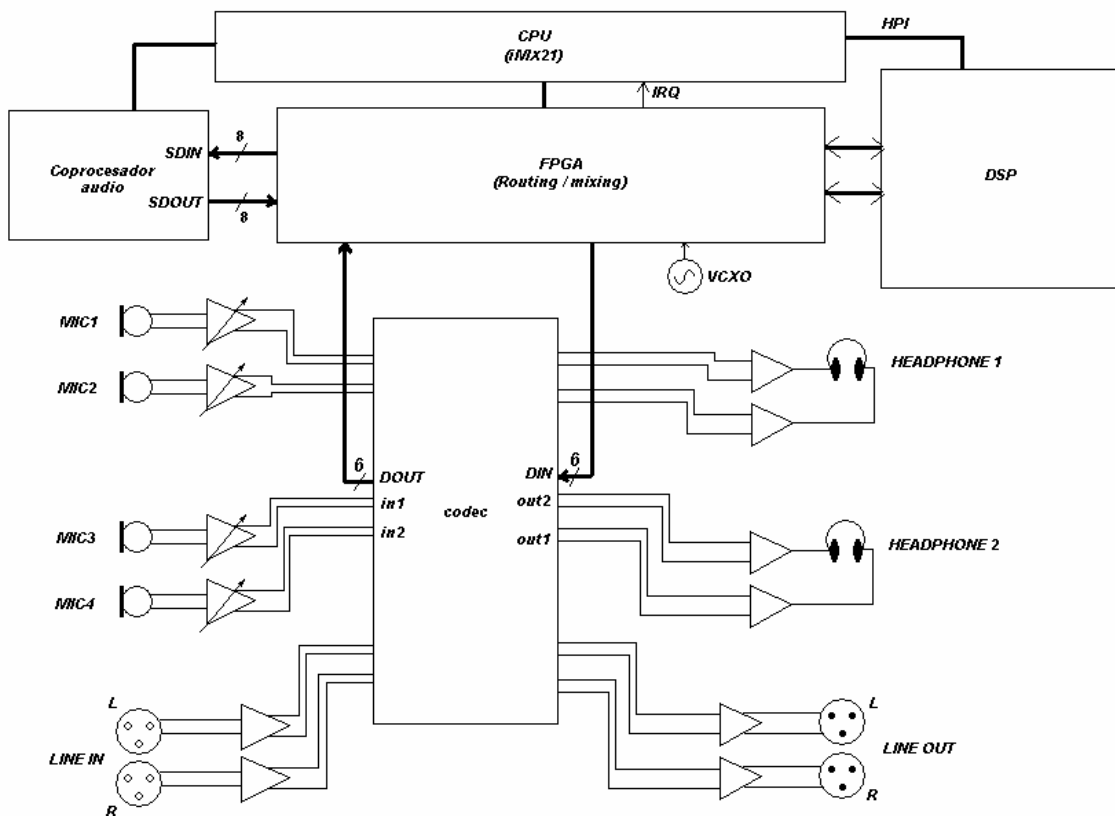 CPU
(iMX21)
HPI
IRQ
SDIN
8
Coprocesador
audio
SDOUT
8
FPGA
(Routing / mixing)
DSP
VCXO
MIC1
MIC2
HEADPHONE 1
6
DOUT
DIN
6
in1
in2
codec
out2
out1
MIC3
MIC4
HEADPHONE 2
L
LINE IN
R
L
LINE OUT
R